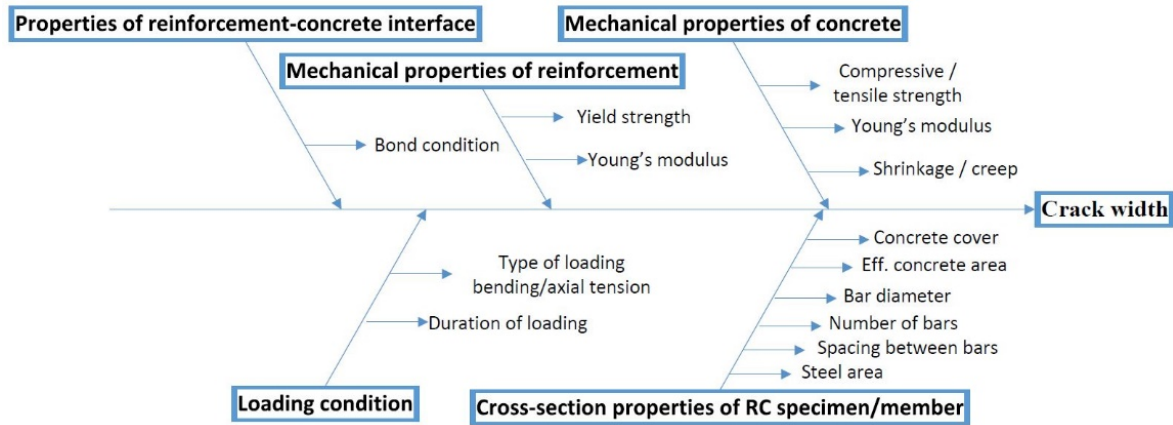 Properties of reinforcement-concrete interface
Mechanical properties of concrete
Mechanical properties of reinforcement
Compressive /
tensile strength
Yield strength
Young's modulus
Bond condition
Young's modulus
Shrinkage / creep
Crack width
Concrete cover
Type of loading
bending/axial tension
Eff. concrete area
Bar diameter
Duration of loading
Number of bars
Spacing between bars
Steel area
Loading condition
Cross-section properties of RC specimen/member